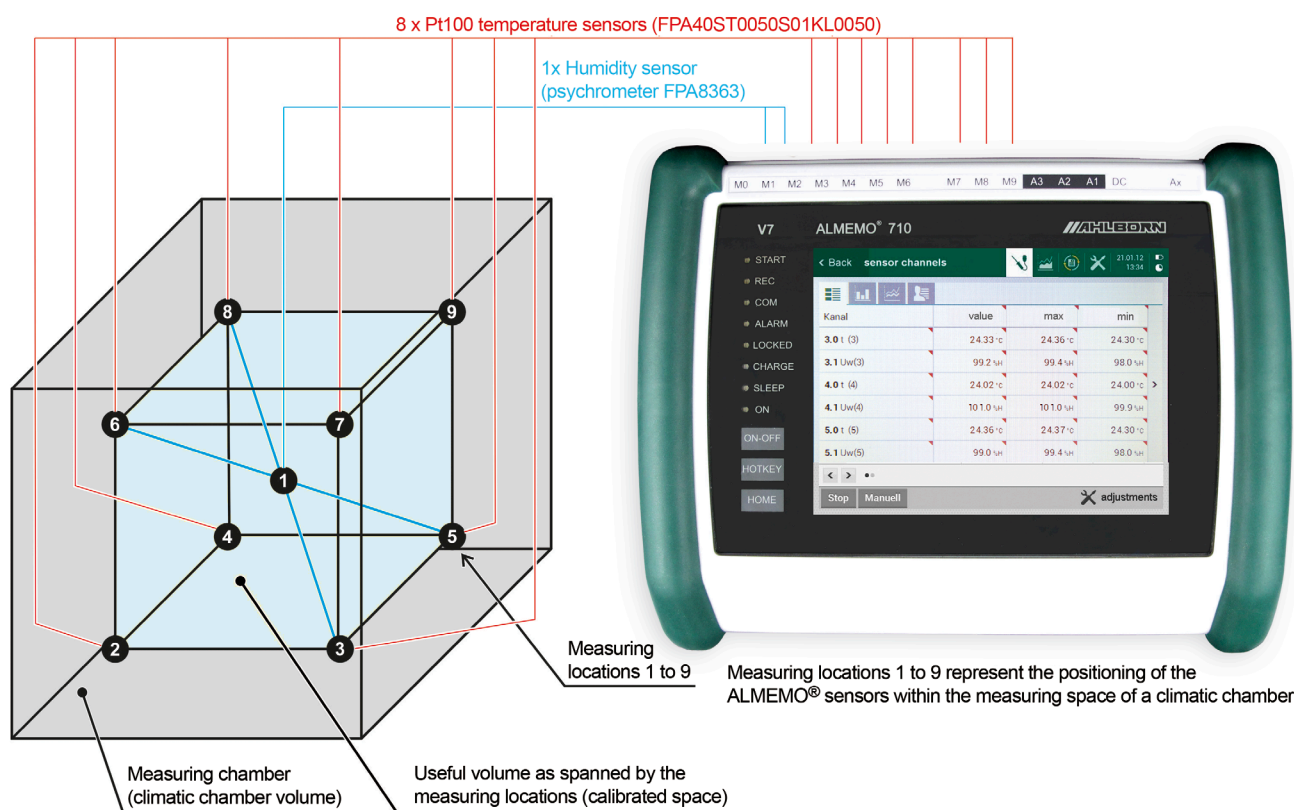 8 x Pt100 temperature sensors (FPA40ST0050S01KL0050)
1x Humidity sensor
(psychrometer FPA8363)
M0 M1 M2 M3 M4 M5 M6 M7 M8 M9 A3 A2 A1 DC Ax
V7 ALMEMO® 710 AHLBORN
START
REC
COM
ALARM
LOCKED
CHARGE
SLEEP
ON
ON-OFF
HOTKEY
HOME
< Back sensor channels 21.01.12
13:34
Kanal value max min
3.0 t (3) 24.33 °C 24.36 °C 24.30 °C
3.1 Uw(3) 99.2 %H 99.4 %H 98.0 %H
4.0 t (4) 24.02 °C 24.02 °C 24.00 °C >
4.1 Uw(4) 101.0 %H 101.0 %H 99.9 %H
5.0 t (5) 24.36 °C 24.37 °C 24.30 °C
5.1 Uw(5) 99.0 %H 99.4 %H 98.0 %H
< >
Stop Manuell adjustments
8 9
6 7
1
4 5
2 3
Measuring
locations 1 to 9
Measuring locations 1 to 9 represent the positioning of the
ALMEMO® sensors within the measuring space of a climatic chamber
Measuring chamber
(climatic chamber volume)
Useful volume as spanned by the
measuring locations (calibrated space)